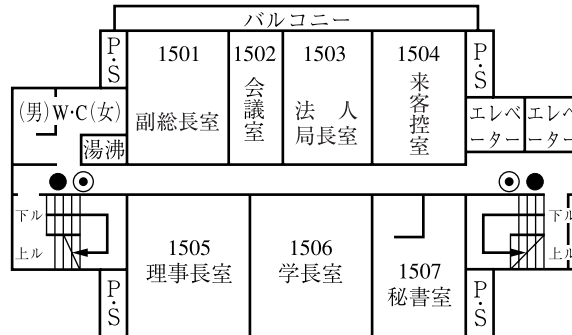 バルコニー
P・S
1501
副総長室
1502
会議室
1503
法人
局長室
1504
来客控室
P・S
(男)W・C(女)
湯沸
エレベーター
エレベーター
下ル
上ル
1505
理事長室
1506
学長室
1507
秘書室
下ル
上ル
P・S
P・S